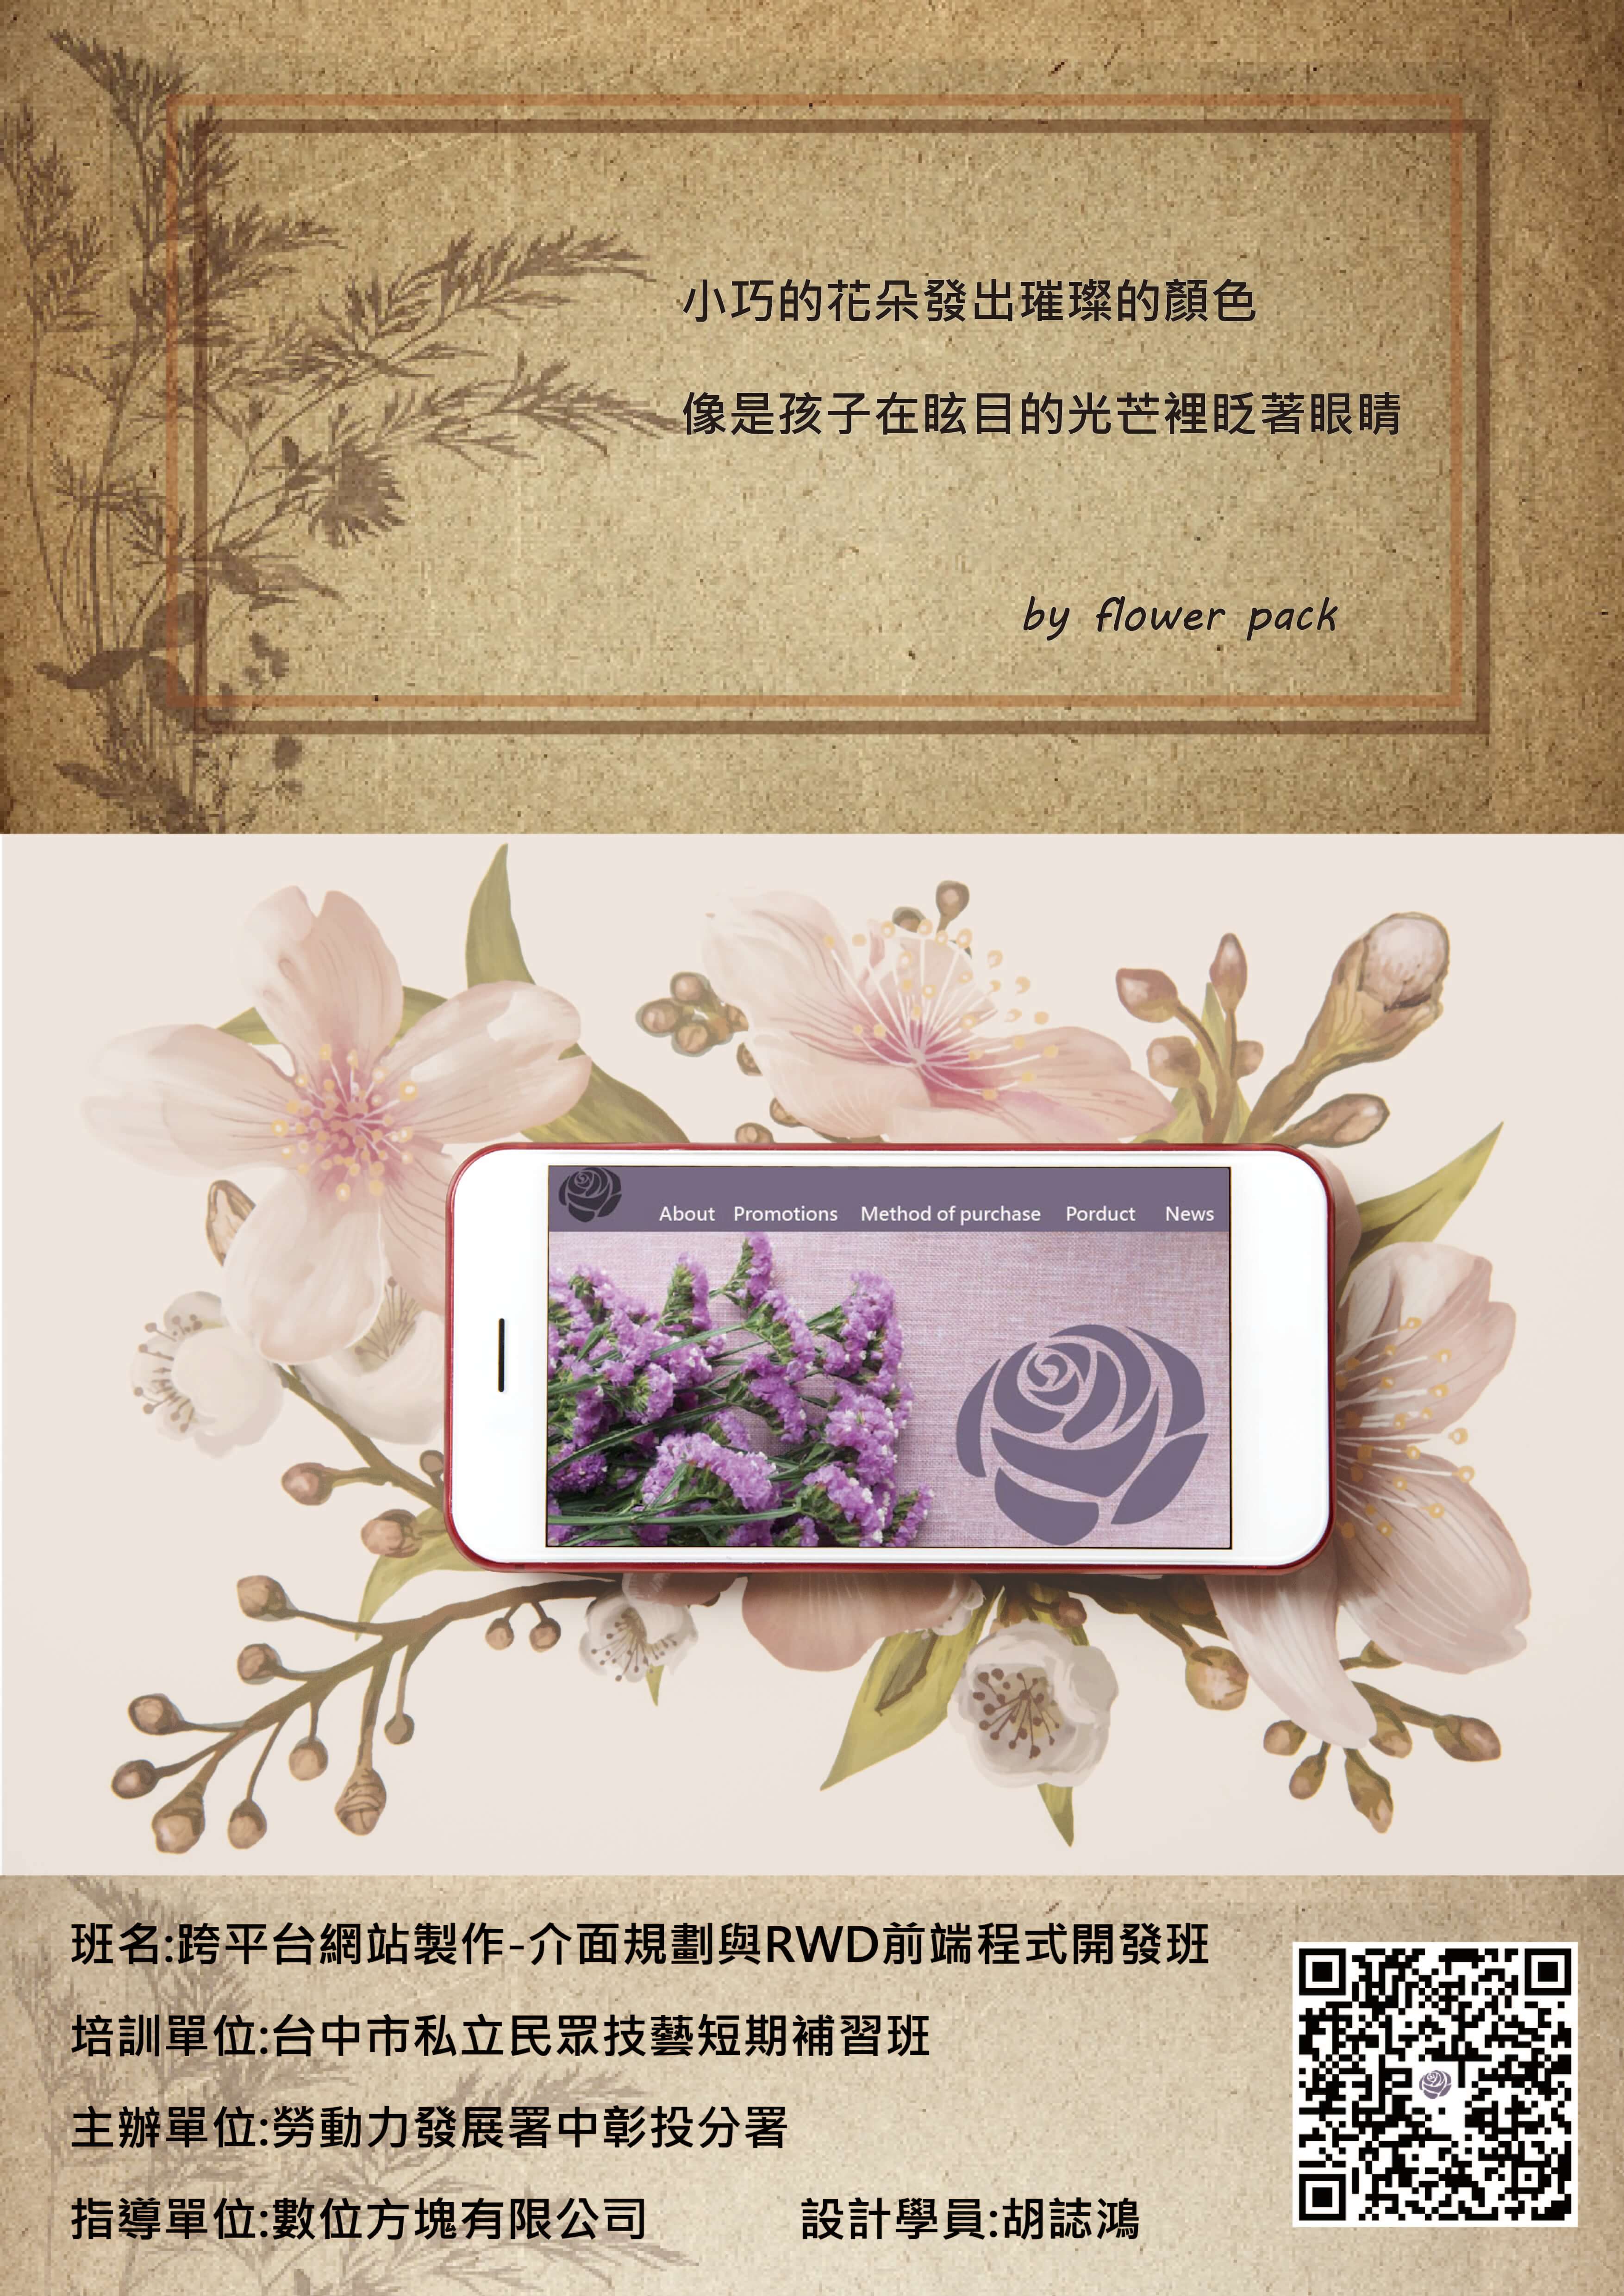 小巧的花朵發出璀璨的顏色
像是孩子在眩目的光芒裡眨著眼睛
by flower pack
About Promotions Method of purchase Porduct News
班名:跨平台網站製作-介面規劃與RWD前端程式開發班
培訓單位:台中市私立民眾技藝短期補習班
主辦單位:勞動力發展署中彰投分署
指導單位:數位方塊有限公司 設計學員:胡誌鴻